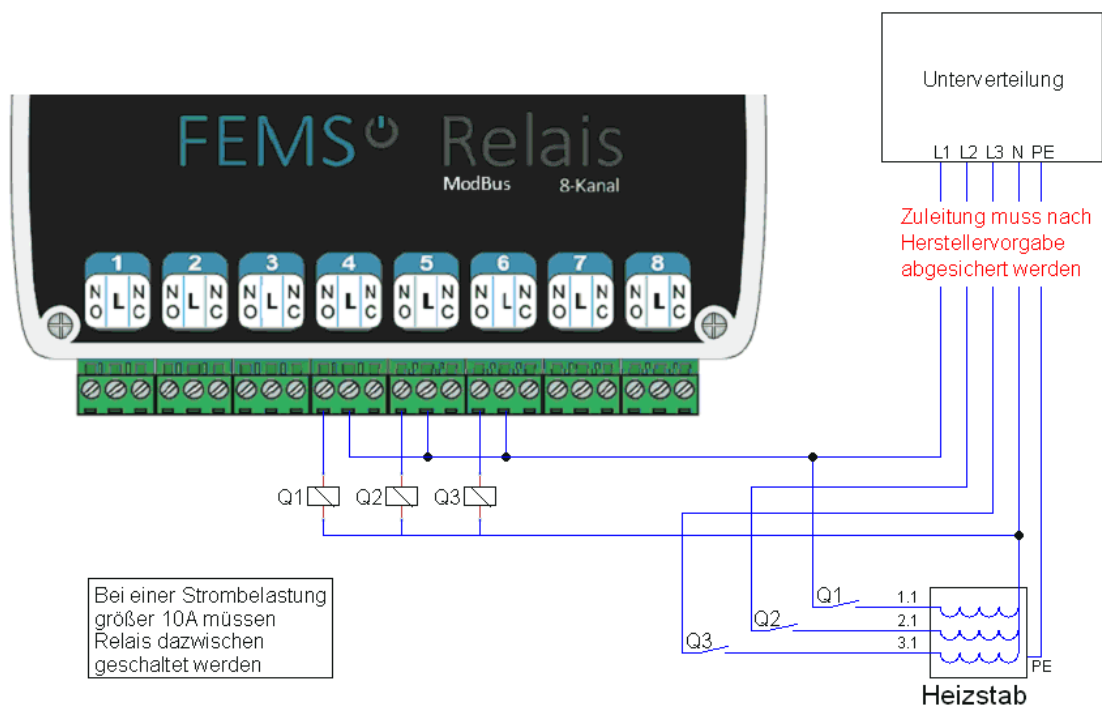 Unterverteilung
L1 L2 L3 N PE
Zuleitung muss nach
Herstellervorgabe
abgesichert werden
FEMS Relais
ModBus 8-Kanal
1 2 3 4 5 6 7 8
NO L NC NO L NC NO L NC NO L NC NO L NC NO L NC NO L NC NO L NC
Q1 Q2 Q3
Bei einer Strombelastung
größer 10A müssen
Relais dazwischen
geschaltet werden
Q1 1.1
Q2 2.1
Q3 3.1
PE
Heizstab